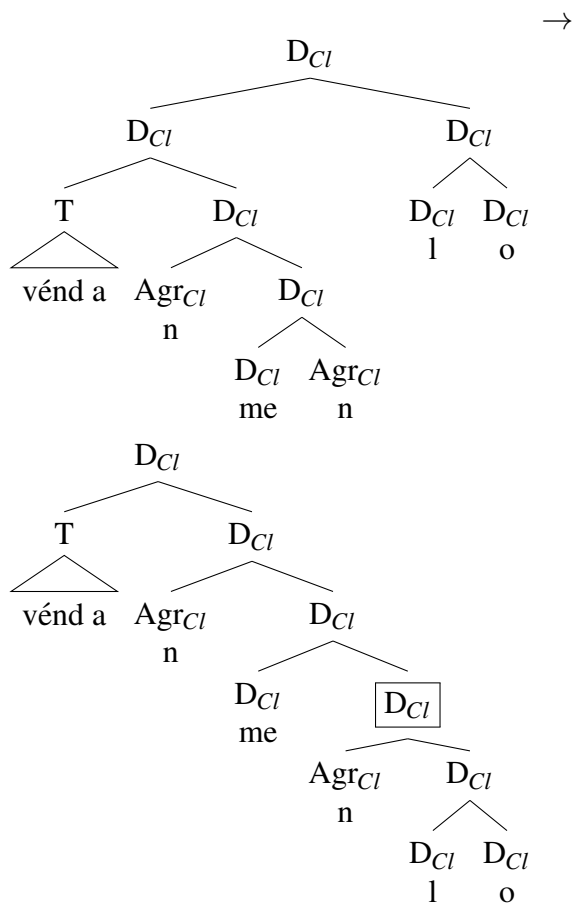 →
D_Cl
D_Cl D_Cl
T D_Cl D_Cl D_Cl
l o
vénd a Agr_Cl D_Cl
n
D_Cl Agr_Cl
me n
D_Cl
T D_Cl
vénd a Agr_Cl D_Cl
n
D_Cl D_Cl
me
Agr_Cl D_Cl
n
D_Cl D_Cl
l o